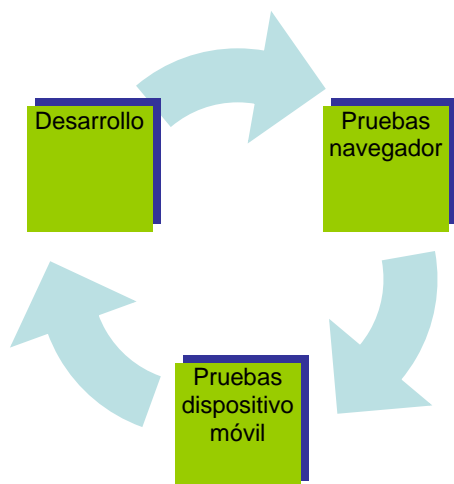 Desarrollo
Pruebas
navegador
Pruebas
dispositivo
móvil